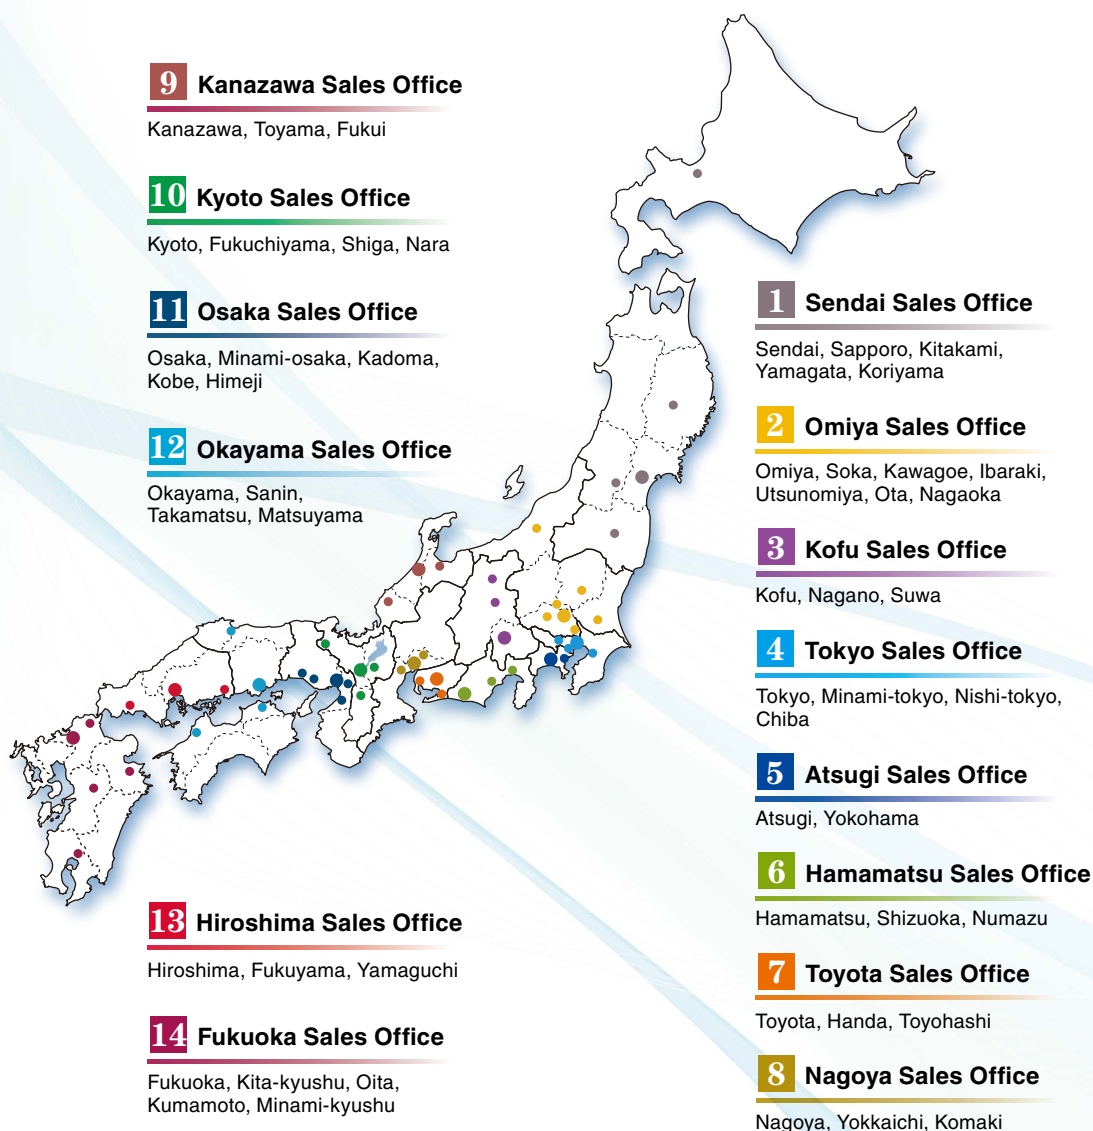 9 Kanazawa Sales Office
Kanazawa, Toyama, Fukui
10 Kyoto Sales Office
Kyoto, Fukuchiyama, Shiga, Nara
11 Osaka Sales Office
Osaka, Minami-osaka, Kadoma,
Kobe, Himeji
12 Okayama Sales Office
Okayama, Sanin,
Takamatsu, Matsuyama
13 Hiroshima Sales Office
Hiroshima, Fukuyama, Yamaguchi
14 Fukuoka Sales Office
Fukuoka, Kita-kyushu, Oita,
Kumamoto, Minami-kyushu
1 Sendai Sales Office
Sendai, Sapporo, Kitakami,
Yamagata, Koriyama
2 Omiya Sales Office
Omiya, Soka, Kawagoe, Ibaraki,
Utsunomiya, Ota, Nagaoka
3 Kofu Sales Office
Kofu, Nagano, Suwa
4 Tokyo Sales Office
Tokyo, Minami-tokyo, Nishi-tokyo,
Chiba
5 Atsugi Sales Office
Atsugi, Yokohama
6 Hamamatsu Sales Office
Hamamatsu, Shizuoka, Numazu
7 Toyota Sales Office
Toyota, Handa, Toyohashi
8 Nagoya Sales Office
Nagoya, Yokkaichi, Komaki